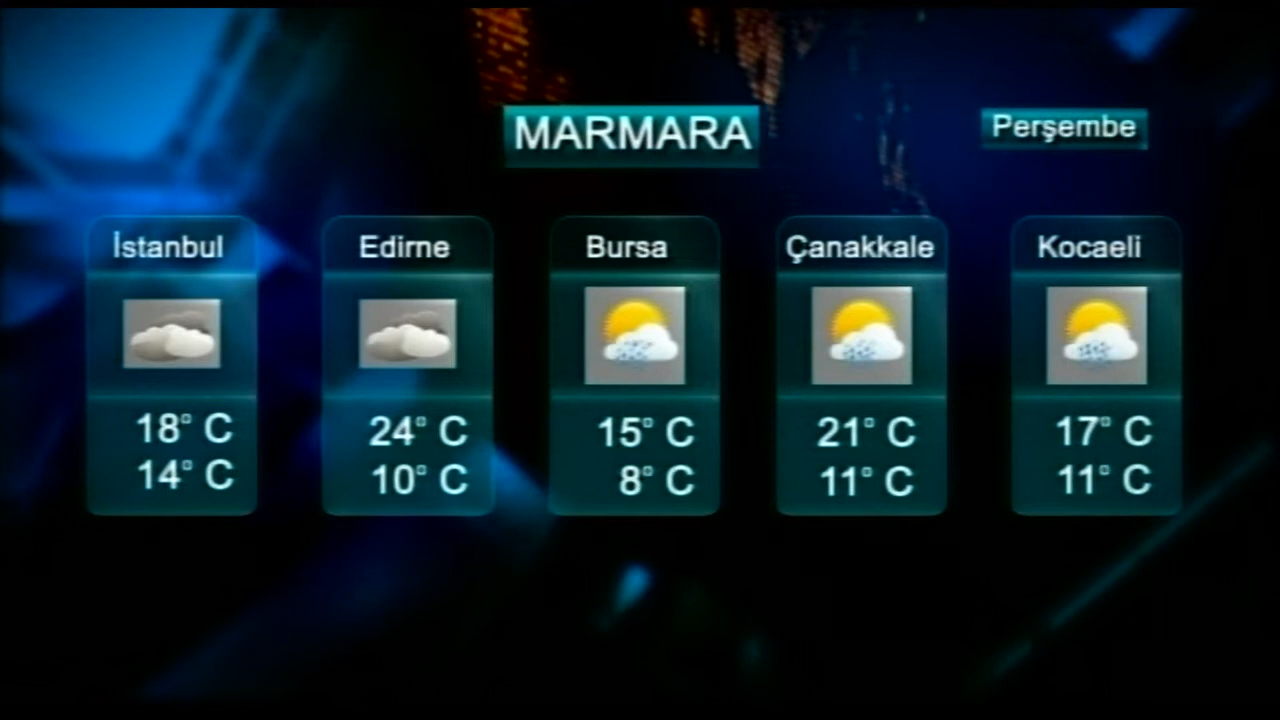 MARMARA
Perşembe
İstanbul
18° C
14° C
Edirne
24° C
10° C
Bursa
15° C
8° C
Çanakkale
21° C
11° C
Kocaeli
17° C
11° C